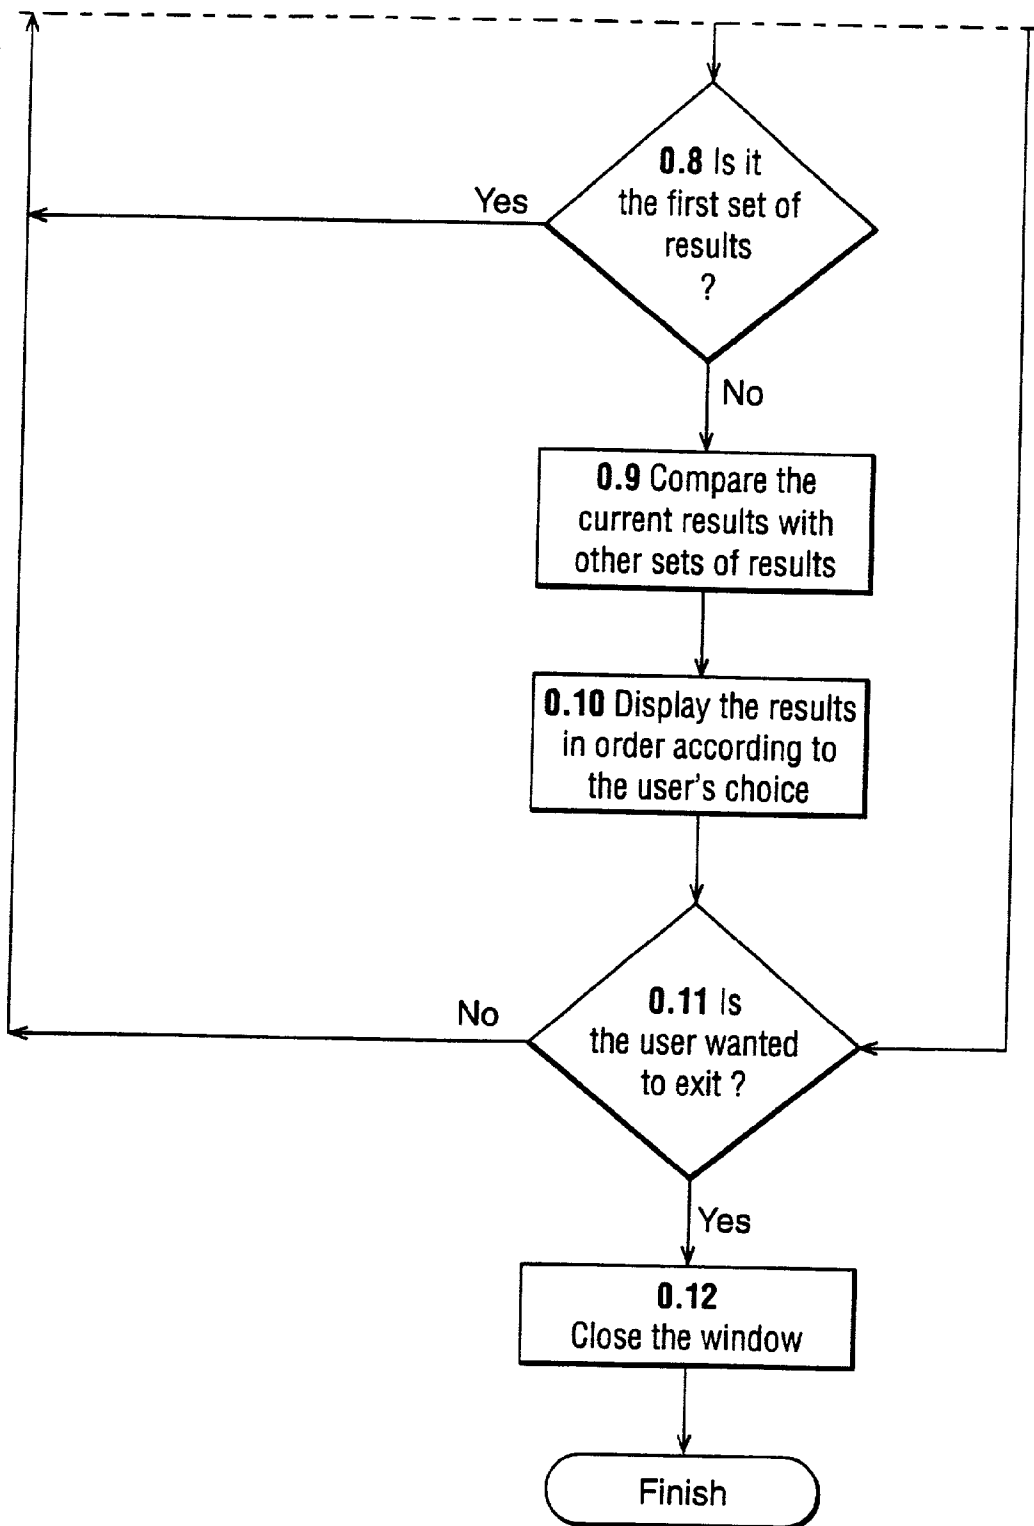 0.8 Is it
the first set of
results
?
Yes
No
0.9 Compare the
current results with
other sets of results
0.10 Display the results
in order according to
the user's choice
0.11 Is
the user wanted
to exit ?
No
Yes
0.12
Close the window
Finish